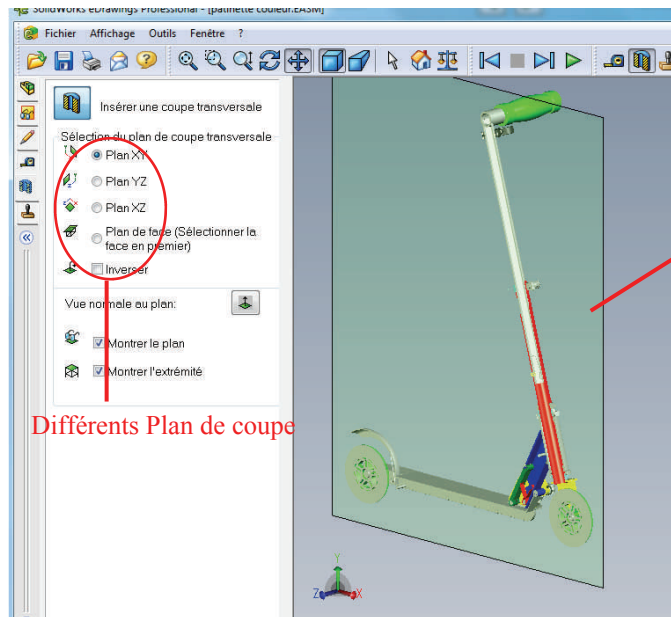 SolidWorks eDrawings Professional - [patinette couleur.EASM]
Fichier Affichage Outils Fenêtre ?
Insérer une coupe transversale
Sélection du plan de coupe transversale
Plan XY
Plan YZ
Plan XZ
Plan de face (Sélectionner la
face en premier)
Inverser
Vue normale au plan:
Montrer le plan
Montrer l'extrémité
Différents Plan de coupe
Y
Z
X